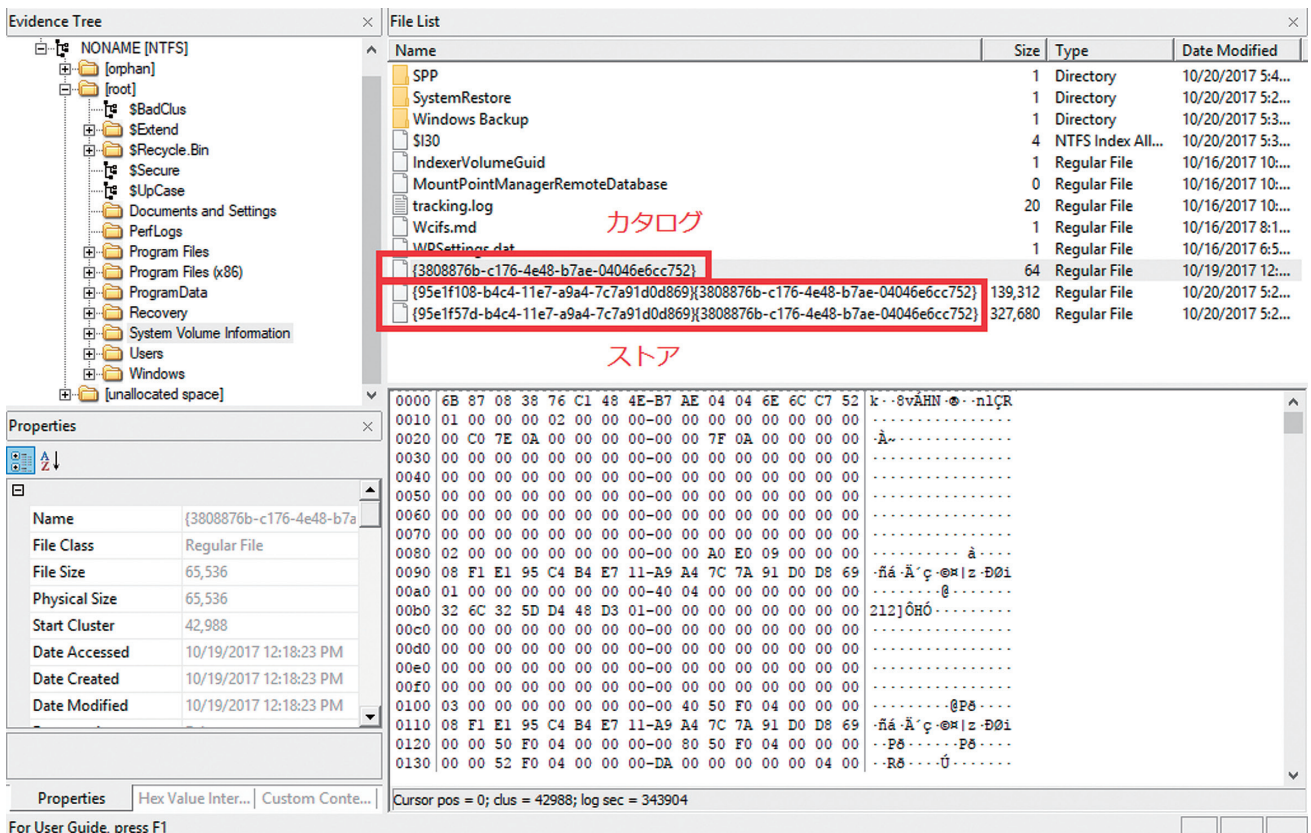 Evidence Tree
NONAME [NTFS]
[orphan]
[root]
$BadClus
$Extend
$Recycle.Bin
$Secure
$UpCase
Documents and Settings
PerfLogs
Program Files
Program Files (x86)
ProgramData
Recovery
System Volume Information
Users
Windows
[unallocated space]
File List
Name Size Type Date Modified
SPP 1 Directory 10/20/2017 5:4...
SystemRestore 1 Directory 10/20/2017 5:2...
Windows Backup 1 Directory 10/20/2017 5:3...
$I30 4 NTFS Index All... 10/20/2017 5:3...
IndexerVolumeGuid 1 Regular File 10/16/2017 10:...
MountPointManagerRemoteDatabase 0 Regular File 10/16/2017 10:...
tracking.log 20 Regular File 10/16/2017 10:...
カタログ
Wcifs.md 1 Regular File 10/16/2017 8:1...
WPSettings.dat 1 Regular File 10/16/2017 6:5...
{3808876b-c176-4e48-b7ae-04046e6cc752} 64 Regular File 10/19/2017 12:...
{95e1f108-b4c4-11e7-a9a4-7c7a91d0d869}{3808876b-c176-4e48-b7ae-04046e6cc752} 139,312 Regular File 10/20/2017 5:2...
{95e1f57d-b4c4-11e7-a9a4-7c7a91d0d869}{3808876b-c176-4e48-b7ae-04046e6cc752} 327,680 Regular File 10/20/2017 5:2...
ストア
Properties
Name {3808876b-c176-4e48-b7a
File Class Regular File
File Size 65,536
Physical Size 65,536
Start Cluster 42,988
Date Accessed 10/19/2017 12:18:23 PM
Date Created 10/19/2017 12:18:23 PM
Date Modified 10/19/2017 12:18:23 PM
Properties Hex Value Inter... Custom Conte...
0000 6B 87 08 38 76 C1 48 4E-B7 AE 04 04 6E 6C C7 52 k··8vÁHN·®··nlÇR
0010 01 00 00 00 02 00 00 00-00 00 00 00 00 00 00 00 ················
0020 00 C0 7E 0A 00 00 00 00-00 00 7F 0A 00 00 00 00 ·À~·············
0030 00 00 00 00 00 00 00 00-00 00 00 00 00 00 00 00 ················
0040 00 00 00 00 00 00 00 00-00 00 00 00 00 00 00 00 ················
0050 00 00 00 00 00 00 00 00-00 00 00 00 00 00 00 00 ················
0060 00 00 00 00 00 00 00 00-00 00 00 00 00 00 00 00 ················
0070 00 00 00 00 00 00 00 00-00 00 00 00 00 00 00 00 ················
0080 02 00 00 00 00 00 00 00-00 00 A0 E0 09 00 00 00 ·········· à····
0090 08 F1 E1 95 C4 B4 E7 11-A9 A4 7C 7A 91 D0 D8 69 ·ñá·Ä´ç·©¤|z·ÐØi
00a0 01 00 00 00 00 00 00 00-40 04 00 00 00 00 00 00 ········@·······
00b0 32 6C 32 5D D4 48 D3 01-00 00 00 00 00 00 00 00 2l2]ÔHÓ·········
00c0 00 00 00 00 00 00 00 00-00 00 00 00 00 00 00 00 ················
00d0 00 00 00 00 00 00 00 00-00 00 00 00 00 00 00 00 ················
00e0 00 00 00 00 00 00 00 00-00 00 00 00 00 00 00 00 ················
00f0 00 00 00 00 00 00 00 00-00 00 00 00 00 00 00 00 ················
0100 03 00 00 00 00 00 00 00-00 40 50 F0 04 00 00 00 ·········@Pð····
0110 08 F1 E1 95 C4 B4 E7 11-A9 A4 7C 7A 91 D0 D8 69 ·ñá·Ä´ç·©¤|z·ÐØi
0120 00 00 50 F0 04 00 00 00-00 80 50 F0 04 00 00 00 ··Pð······Pð····
0130 00 00 52 F0 04 00 00 00-DA 00 00 00 00 00 04 00 ··Rð····Ú·······
Cursor pos = 0; clus = 42988; log sec = 343904
For User Guide, press F1